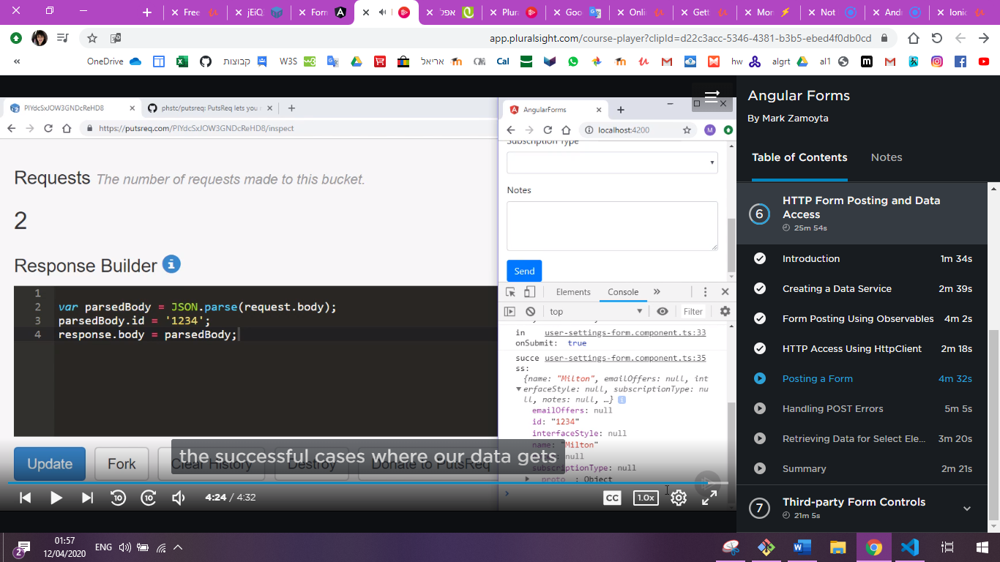 Free
jEiQ
Form
אפל
Plura
Goo
Onli
Gett
Mor
Not
Andr
Ionic
app.pluralsight.com/course-player?clipId=d22c3acc-5346-4381-b3b5-ebed4f0db0cd
OneDrive
קבוצות
W3S
אריאל
Cal
hw
algrt
al1
PIYdcSxJOW3GNDcReHD8
phstc/putsreq: PutsReq lets you
https://putsreq.com/PIYdcSxJOW3GNDcReHD8/inspect
Requests The number of requests made to this bucket.
2
Response Builder
1
2 var parsedBody = JSON.parse(request.body);
3 parsedBody.id = '1234';
4 response.body = parsedBody;
Update
Fork
Clear History
Destroy
Donate to PutsReq
the successful cases where our data gets
AngularForms
localhost:4200
M
Subscription Type
Notes
Send
Elements
Console
top
Filter
in user-settings-form.component.ts:33
onSubmit: true
succe user-settings-form.component.ts:35
ss:
{name: "Milton", emailOffers: null, int
erfaceStyle: null, subscriptionType: nu
ll, notes: null, …}
emailOffers: null
id: "1234"
interfaceStyle: null
name: "Milton"
null
subscriptionType: null
proto : Object
4:24 / 4:32
CC
1.0x
Angular Forms
By Mark Zamoyta
Table of Contents
Notes
6
HTTP Form Posting and Data
Access
25m 54s
Introduction 1m 34s
Creating a Data Service 2m 39s
Form Posting Using Observables 4m 2s
HTTP Access Using HttpClient 2m 18s
Posting a Form 4m 32s
Handling POST Errors 5m 5s
Retrieving Data for Select Ele... 3m 20s
Summary 2m 21s
7
Third-party Form Controls
21m 5s
2
01:57
12/04/2020
ENG